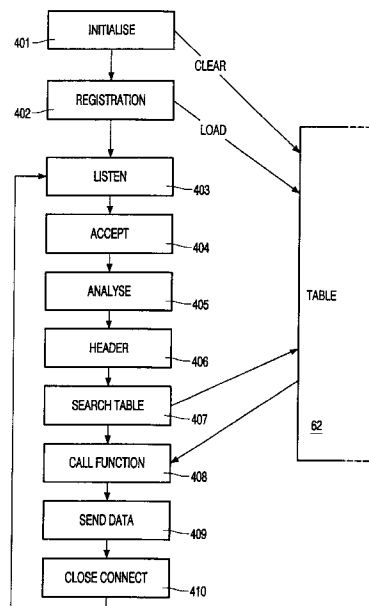 INITIALISE
401
CLEAR
REGISTRATION
402
LOAD
LISTEN
403
ACCEPT
404
TABLE
ANALYSE
405
HEADER
406
SEARCH TABLE
407
62
CALL FUNCTION
408
SEND DATA
409
CLOSE CONNECT
410